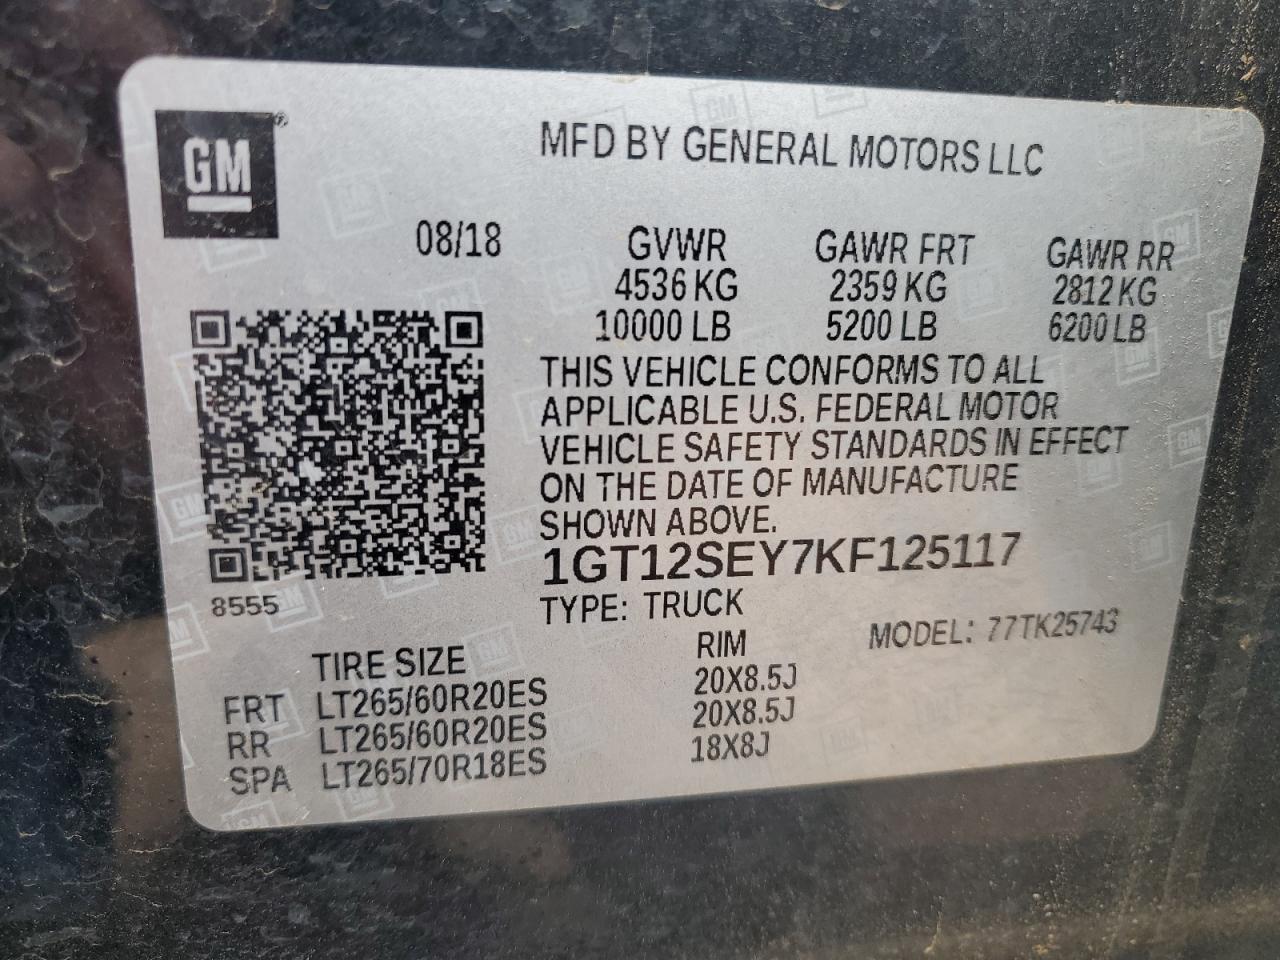 GM
MFD BY GENERAL MOTORS LLC
08/18 GVWR GAWR FRT GAWR RR
4536 KG 2359 KG 2812 KG
10000 LB 5200 LB 6200 LB
THIS VEHICLE CONFORMS TO ALL
APPLICABLE U.S. FEDERAL MOTOR
VEHICLE SAFETY STANDARDS IN EFFECT
ON THE DATE OF MANUFACTURE
SHOWN ABOVE.
1GT12SEY7KF125117
8555
TYPE: TRUCK
MODEL: 77TK25743
TIRE SIZE RIM
FRT LT265/60R20ES 20X8.5J
RR LT265/60R20ES 20X8.5J
SPA LT265/70R18ES 18X8J